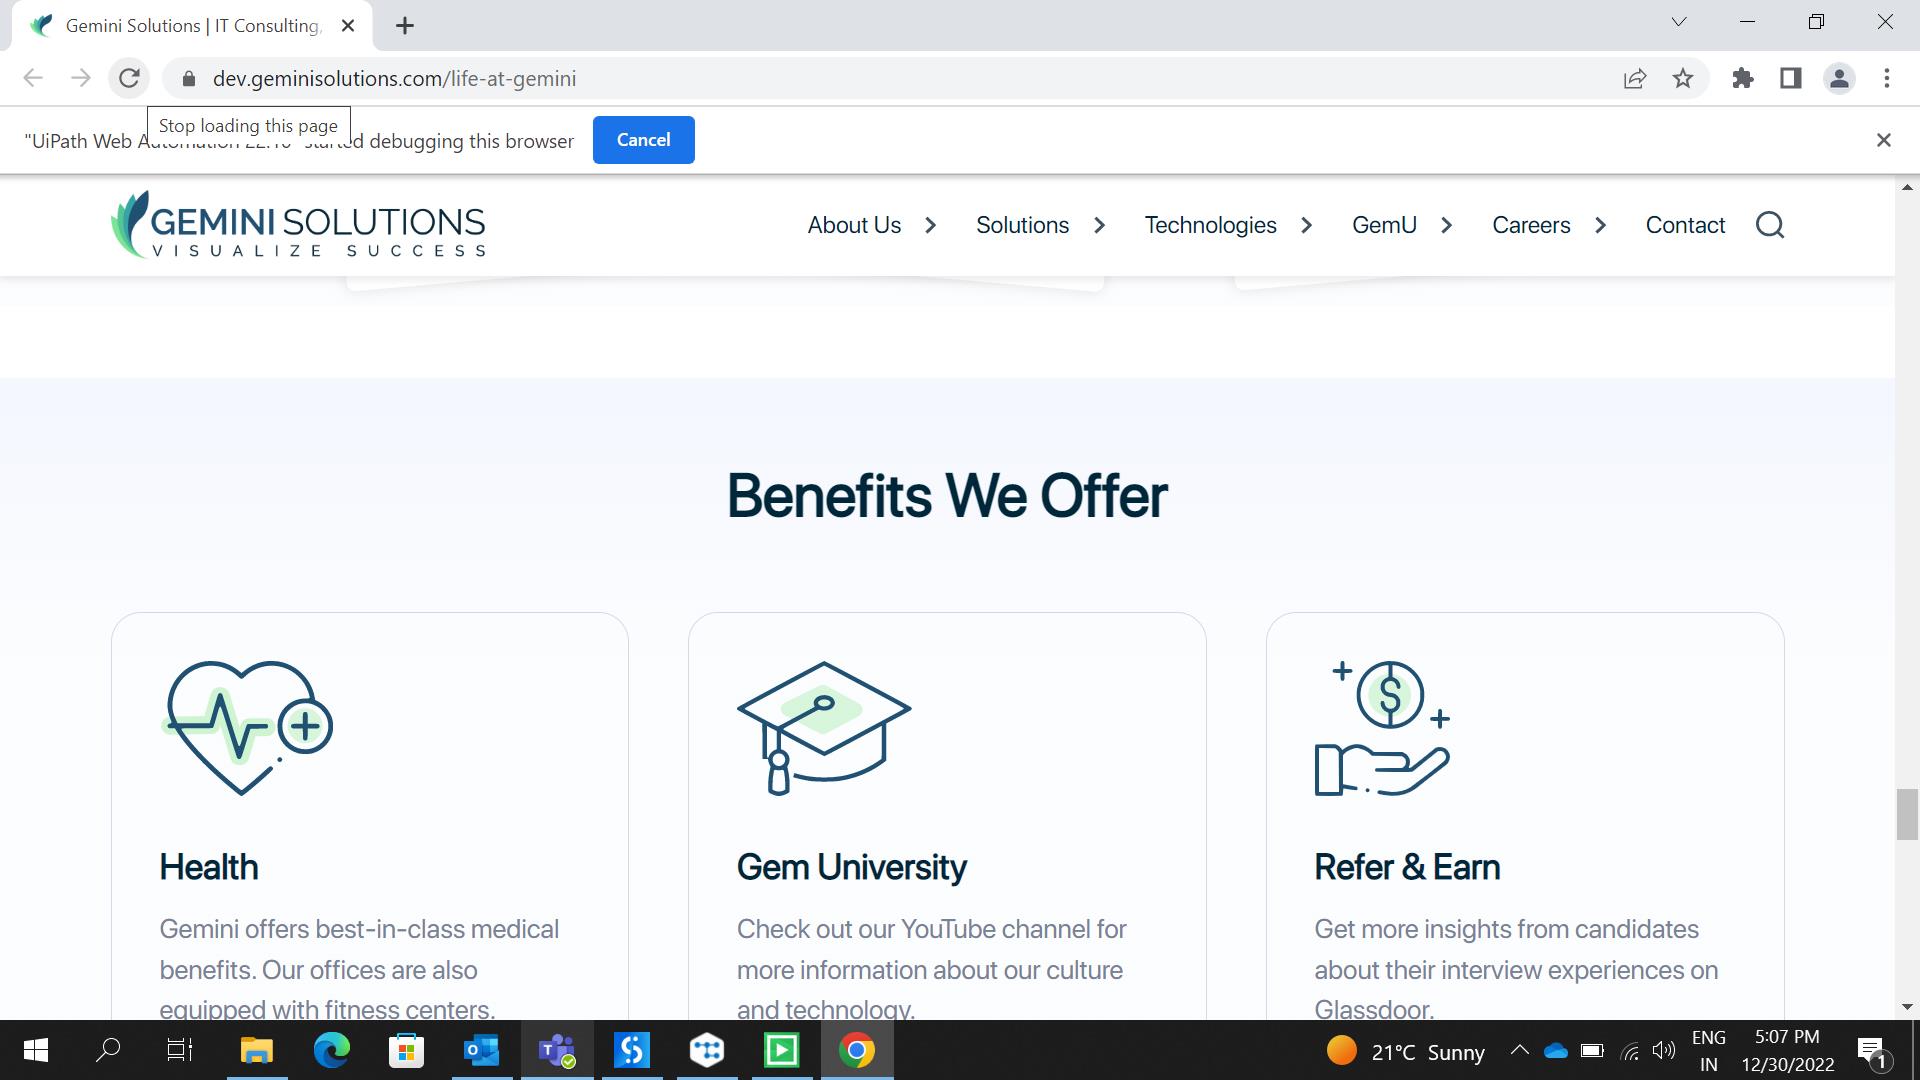 Gemini Solutions | IT Consulting,
dev.geminisolutions.com/life-at-gemini
Stop loading this page
"UiPath Web started debugging this browser
Cancel
GEMINI SOLUTIONS
VISUALIZE SUCCESS
About Us
Solutions
Technologies
GemU
Careers
Contact
Benefits We Offer
Health
Gemini offers best-in-class medical
benefits. Our offices are also
equipped with fitness centers.
Gem University
Check out our YouTube channel for
more information about our culture
and technology.
Refer & Earn
Get more insights from candidates
about their interview experiences on
Glassdoor.
21°C Sunny
ENG
IN
5:07 PM
12/30/2022
1